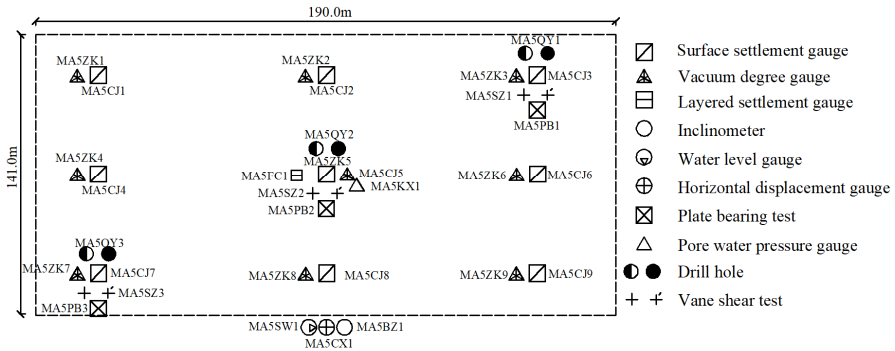 190.0m
141.0m
MA5QY1
MA5ZK1
MA5CJ1
MA5ZK2
MA5CJ2
MA5ZK3
MA5CJ3
MA5SZ1
MA5PB1
MA5QY2
MA5ZK4
MA5CJ4
MA5FC1
MA5ZK5
MA5CJ5
MA5KX1
MA5SZ2
MA5PB2
MA5ZK6
MA5CJ6
MA5QY3
MA5ZK7
MA5CJ7
MA5SZ3
MA5PB3
MA5ZK8
MA5CJ8
MA5ZK9
MA5CJ9
MA5SW1
MA5BZ1
MA5CX1
Surface settlement gauge
Vacuum degree gauge
Layered settlement gauge
Inclinometer
Water level gauge
Horizontal displacement gauge
Plate bearing test
Pore water pressure gauge
Drill hole
Vane shear test